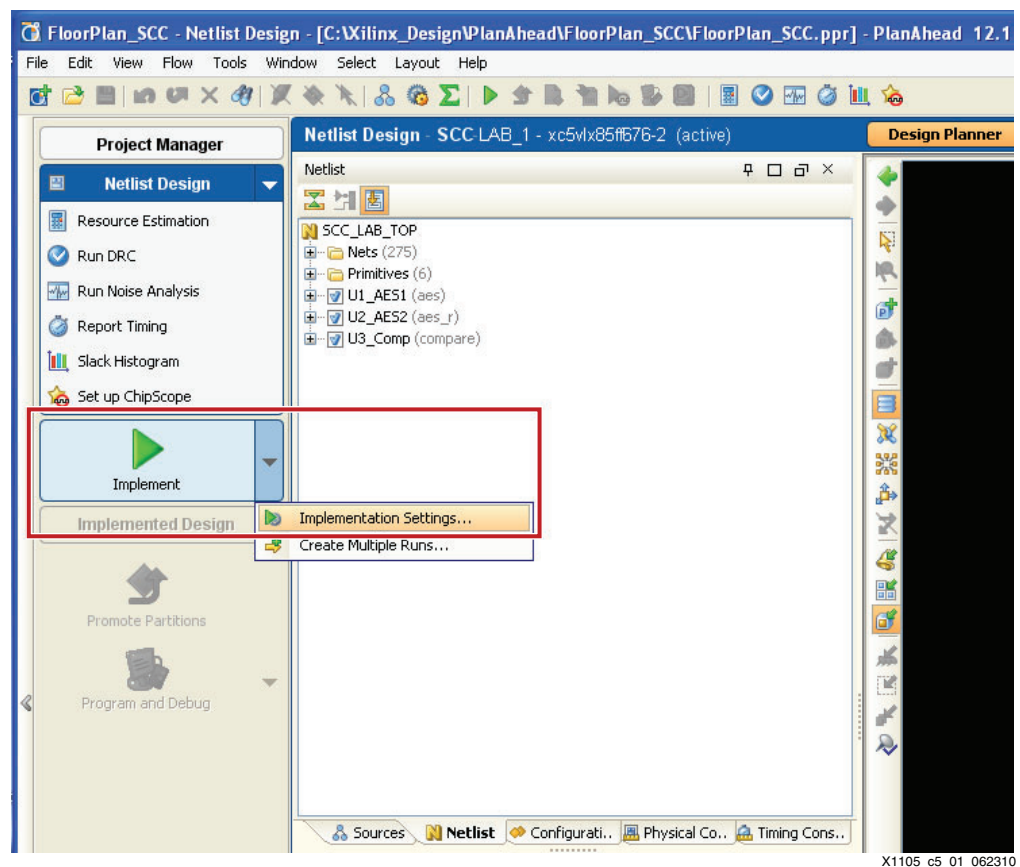 FloorPlan_SCC - Netlist Design - [C:\Xilinx_Design\PlanAhead\FloorPlan_SCC\FloorPlan_SCC.ppr] - PlanAhead 12.1
File Edit View Flow Tools Window Select Layout Help
Project Manager
Netlist Design - SCC-LAB_1 - xc5vlx85ff676-2 (active)
Design Planner
Netlist Design
Netlist
Resource Estimation
SCC_LAB_TOP
Run DRC
Nets (275)
Primitives (6)
Run Noise Analysis
U1_AES1 (aes)
U2_AES2 (aes_r)
Report Timing
U3_Comp (compare)
Slack Histogram
Set up ChipScope
Implement
Implemented Design
Implementation Settings...
Create Multiple Runs...
Promote Partitions
Program and Debug
Sources Netlist Configurati.. Physical Co.. Timing Cons..
X1105_c5_01_062310